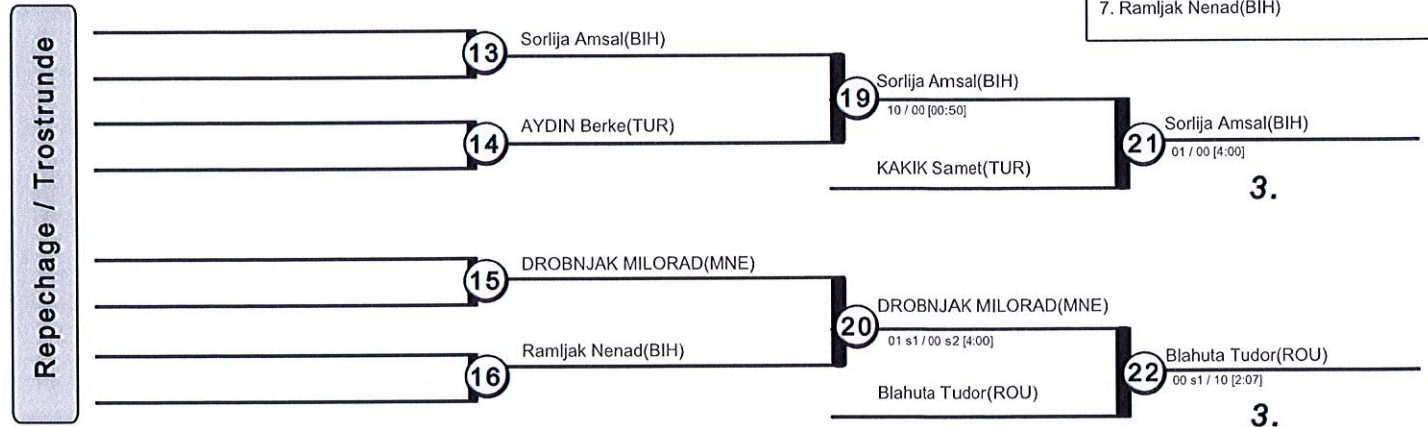 7. Ramljak Nenad(BIH)
Repechage / Trostrunde
13
Sorlija Amsal(BIH)
14
AYDIN Berke(TUR)
19
Sorlija Amsal(BIH)
10 / 00 [00:50]
KAKIK Samet(TUR)
21
Sorlija Amsal(BIH)
01 / 00 [4:00]
3.
15
DROBNJAK MILORAD(MNE)
16
Ramljak Nenad(BIH)
20
DROBNJAK MILORAD(MNE)
01 s1 / 00 s2 [4:00]
Blahuta Tudor(ROU)
22
Blahuta Tudor(ROU)
00 s1 / 10 [2:07]
3.